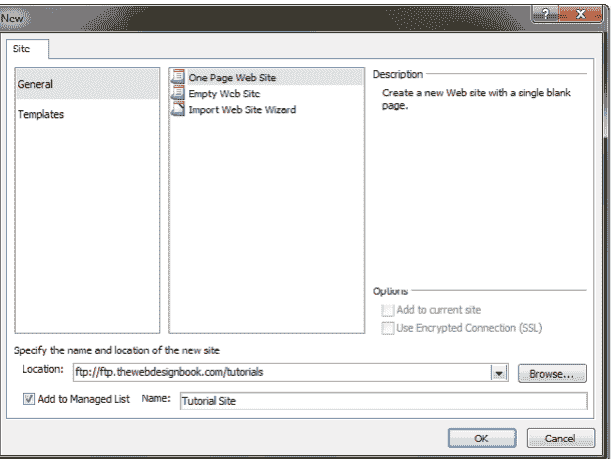 New
Site
General
Templates
One Page Web Site
Empty Web Site
Import Web Site Wizard
Description
Create a new Web site with a single blank
page.
Options
Add to current site
Use Encrypted Connection (SSL)
Specify the name and location of the new site
Location: ftp://ftp.thewebdesignbook.com/tutorials Browse...
Add to Managed List Name: Tutorial Site
OK Cancel